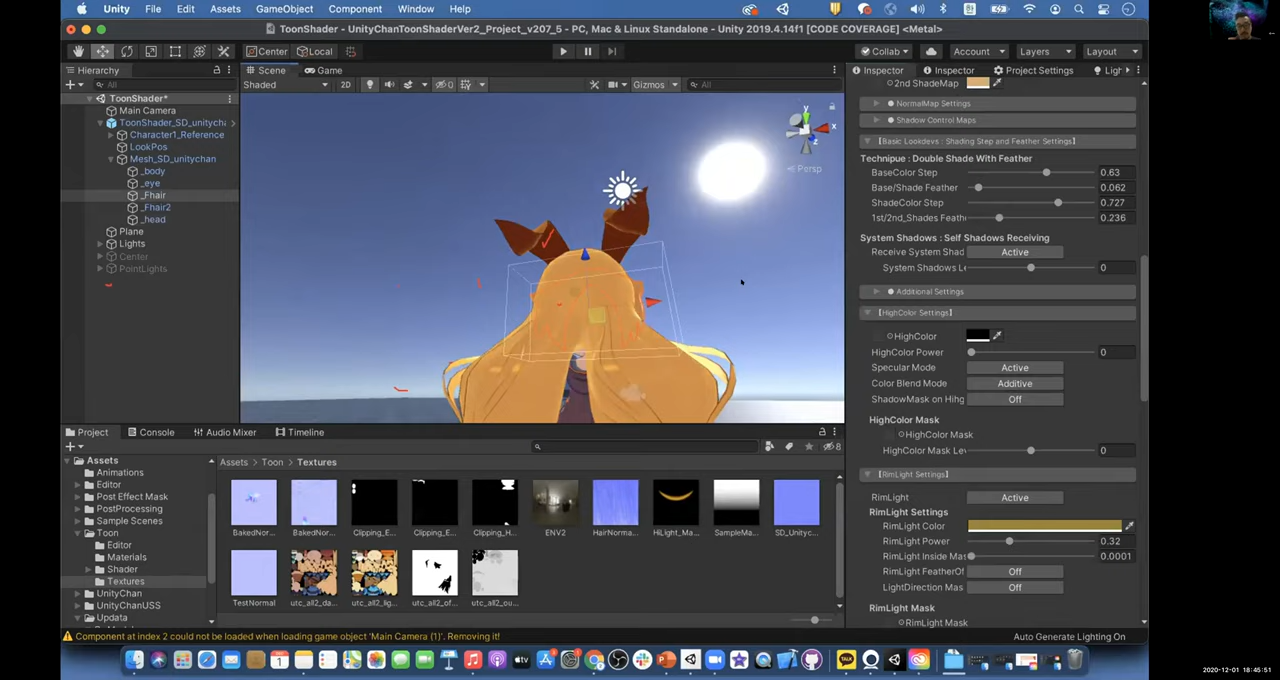 Unity File Edit Assets GameObject Component Window Help
ToonShader - UnityChanToonShaderVer2_Project_v207_5 - PC, Mac & Linux Standalone - Unity 2019.4.14f1 [CODE COVERAGE] <Metal>
Center Local Collab Account Layers Layout
Hierarchy Scene Game Inspector Inspector Project Settings Ligh
All Shaded 2D 0 Gizmos All 2nd ShadeMap
ToonShader*
Main Camera
ToonShader_SD_unitycha
Character1_Reference
LookPos
Mesh_SD_unitychan
_body
_eye
_Fhair
_Fhair2
_head
Plane
Lights
Center
PointLights
y
x
z
Persp
NormalMap Settings
Shadow Control Maps
[Basic Lookdevs : Shading Step and Feather Settings]
Technipue : Double Shade With Feather
BaseColor Step 0.63
Base/Shade Feather 0.062
ShadeColor Step 0.727
1st/2nd_Shades Feath 0.236
System Shadows : Self Shadows Receiving
Receive System Shad Active
System Shadows Le 0
Additional Settings
[HighColor Settings]
HighColor
HighColor Power 0
Specular Mode Active
Color Blend Mode Additive
ShadowMask on Hihg Off
HighColor Mask
HighColor Mask
HighColor Mask Lev 0
[RimLight Settings]
RimLight Active
RimLight Settings
RimLight Color
RimLight Power 0.32
RimLight Inside Mas 0.0001
RimLight FeatherOf Off
LightDirection Mas Off
RimLight Mask
RimLight Mask
Project Console Audio Mixer Timeline
8
Assets
Animations
Editor
Post Effect Mask
PostProcessing
Sample Scenes
Toon
Editor
Materials
Shader
Textures
UnityChan
UnityChanUSS
Updata
Assets > Toon > Textures
BakedNor... BakedNor... Clipping_E... Clipping_E... Clipping_H... ENV2 HairNorma... HiLight_Ma... SampleMa... SD_Unityc...
TestNormal utc_all2_da... utc_all2_lig... utc_all2_of... utc_all2_ou...
Component at index 2 could not be loaded when loading game object 'Main Camera (1)'. Removing it!
Auto Generate Lighting On
2020-12-01 18:45:51